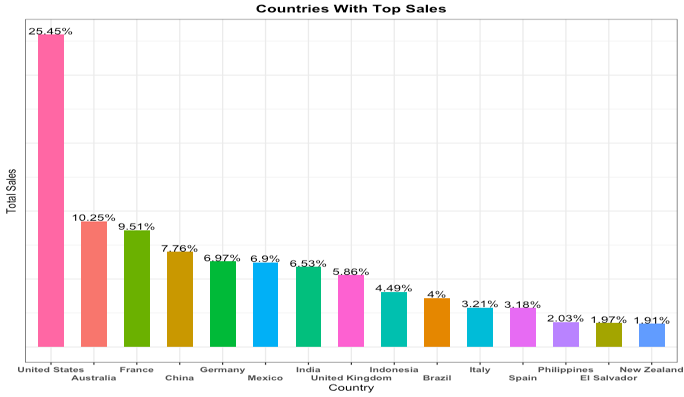 Countries With Top Sales
Total Sales
25.45%
10.25%
9.51%
7.76%
6.97%
6.9%
6.53%
5.86%
4.49%
4%
3.21%
3.18%
2.03%
1.97%
1.91%
United States
Australia
France
China
Germany
Mexico
India
United Kingdom
Indonesia
Brazil
Italy
Spain
Philippines
El Salvador
New Zealand
Country